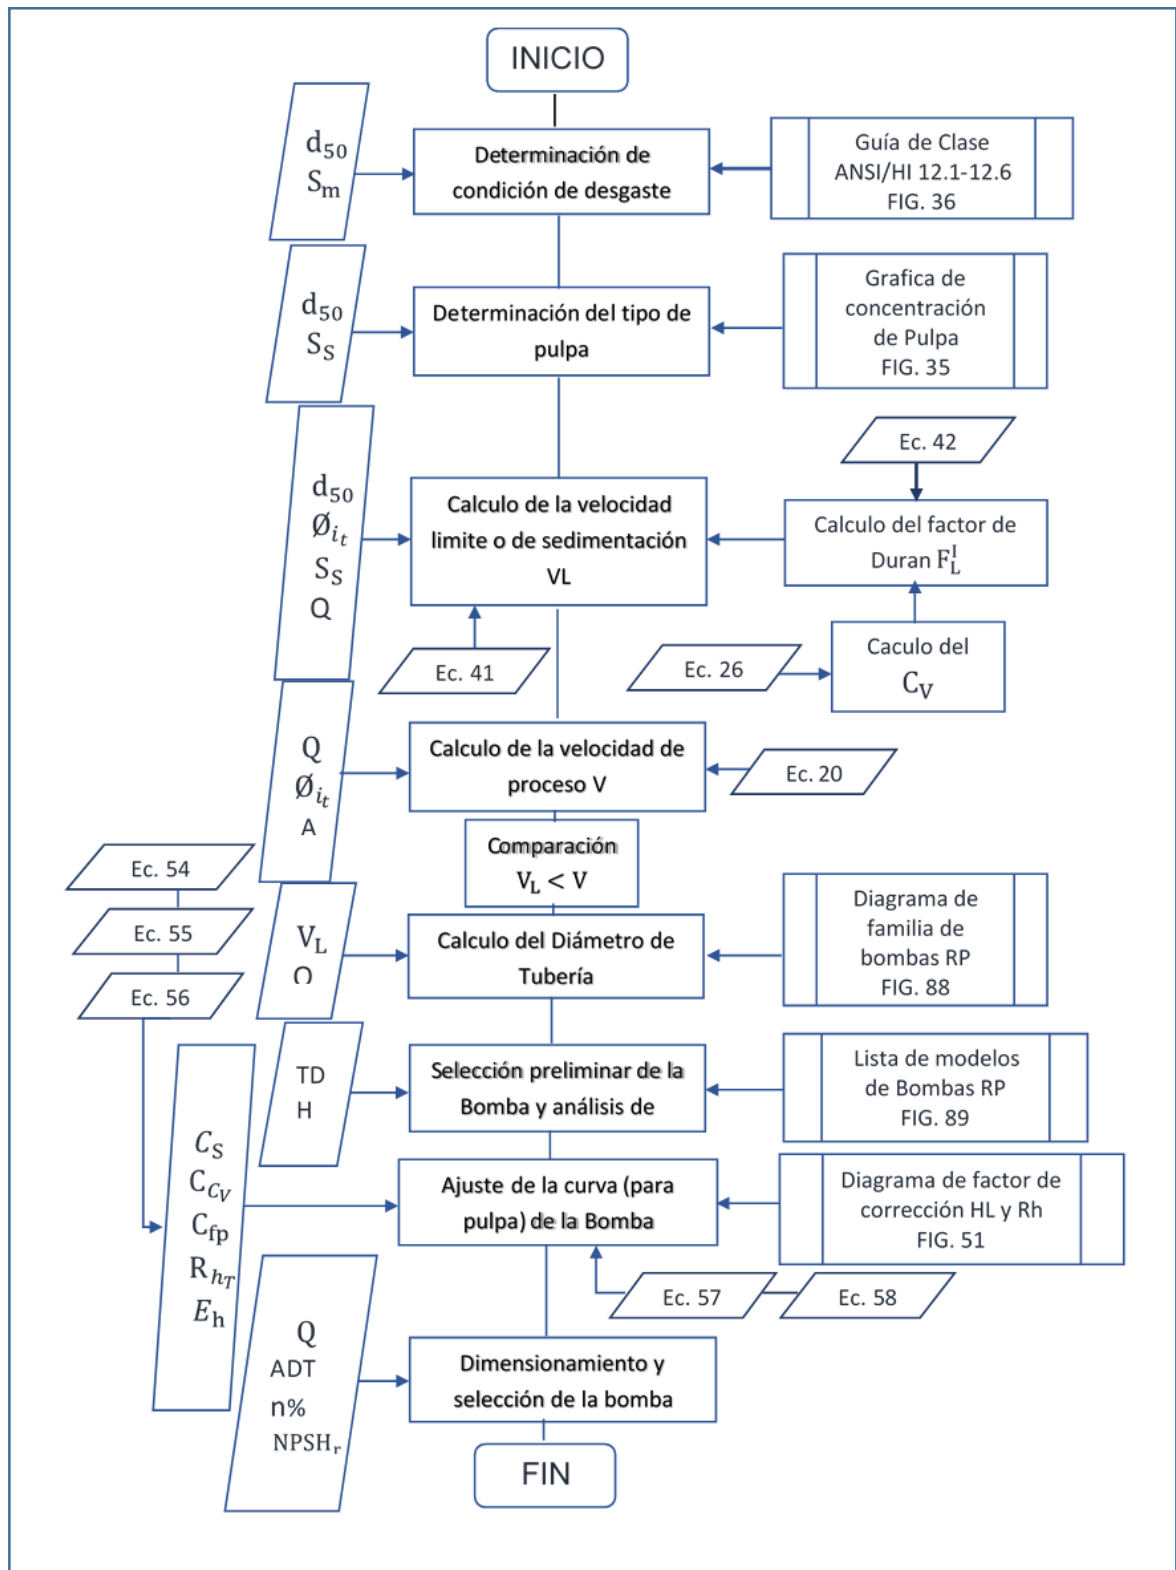 INICIO
d50
Sm
Determinación de
condición de desgaste
Guía de Clase
ANSI/HI 12.1-12.6
FIG. 36
d50
SS
Determinación del tipo de
pulpa
Grafica de
concentración
de Pulpa
FIG. 35
Ec. 42
d50
Øit
SS
Q
Calculo de la velocidad
limite o de sedimentación
VL
Calculo del factor de
Duran FLI
Ec. 41
Ec. 26
Caculo del
CV
Q
Øit
A
Calculo de la velocidad de
proceso V
Ec. 20
Comparación
VL < V
Ec. 54
Ec. 55
Ec. 56
VL
Q
Calculo del Diámetro de
Tubería
Diagrama de
familia de
bombas RP
FIG. 88
TD
H
Selección preliminar de la
Bomba y análisis de
Lista de modelos
de Bombas RP
FIG. 89
CS
CCV
Cfp
RhT
Eh
Ajuste de la curva (para
pulpa) de la Bomba
Diagrama de factor de
corrección HL y Rh
FIG. 51
Ec. 57
Ec. 58
Q
ADT
n%
NPSHr
Dimensionamiento y
selección de la bomba
FIN